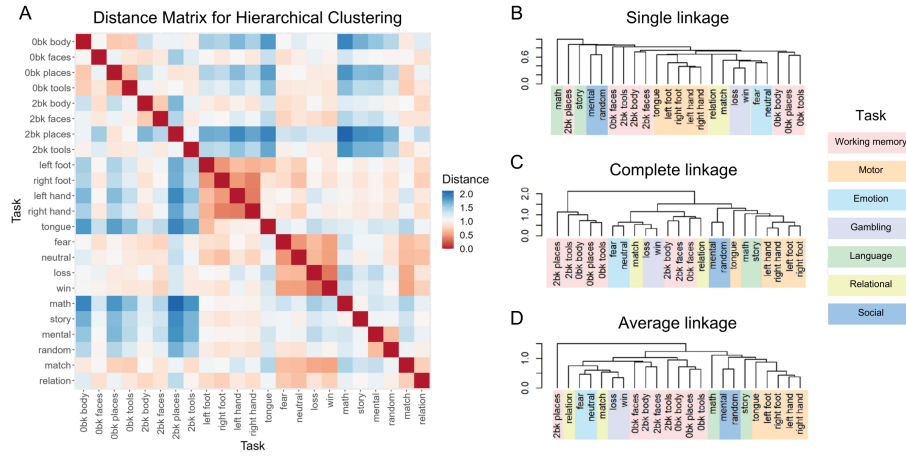 A
Distance Matrix for Hierarchical Clustering
0bk body
0bk faces
0bk places
0bk tools
2bk body
2bk faces
2bk places
2bk tools
left foot
right foot
left hand
right hand
tongue
fear
neutral
loss
win
math
story
mental
random
match
relation
Task
0bk body
0bk faces
0bk places
0bk tools
2bk body
2bk faces
2bk places
2bk tools
left foot
right foot
left hand
right hand
tongue
fear
neutral
loss
win
math
story
mental
random
match
relation
Task
Distance
2.0
1.5
1.0
0.5
0.0
B
Single linkage
0.0 0.6
math
2bk places
story
mental
random
0bk faces
2bk tools
2bk body
2bk faces
tongue
left foot
right foot
left hand
right hand
relation
match
loss
win
fear
neutral
0bk body
0bk places
0bk tools
C
Complete linkage
0.0 1.0 2.0
2bk places
2bk tools
0bk body
0bk places
0bk tools
fear
neutral
match
loss
win
2bk body
2bk faces
0bk faces
relation
mental
random
tongue
math
story
left hand
right hand
left foot
right foot
D
Average linkage
0.0 1.0
2bk places
relation
fear
neutral
match
loss
win
0bk faces
2bk body
2bk faces
2bk tools
0bk body
0bk places
0bk tools
math
mental
random
story
tongue
left foot
right foot
left hand
right hand
Task
Working memory
Motor
Emotion
Gambling
Language
Relational
Social